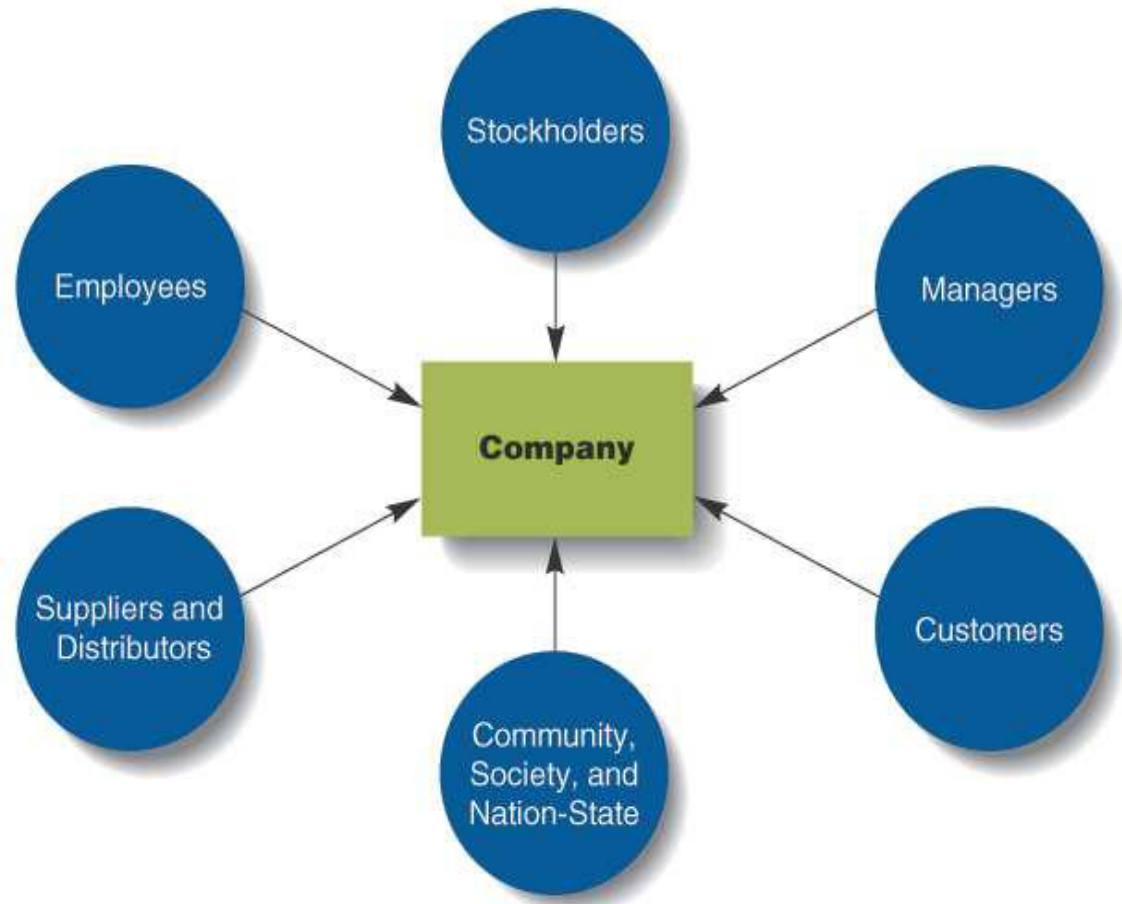 Stockholders
Employees
Managers
Company
Suppliers and
Distributors
Customers
Community,
Society, and
Nation-State